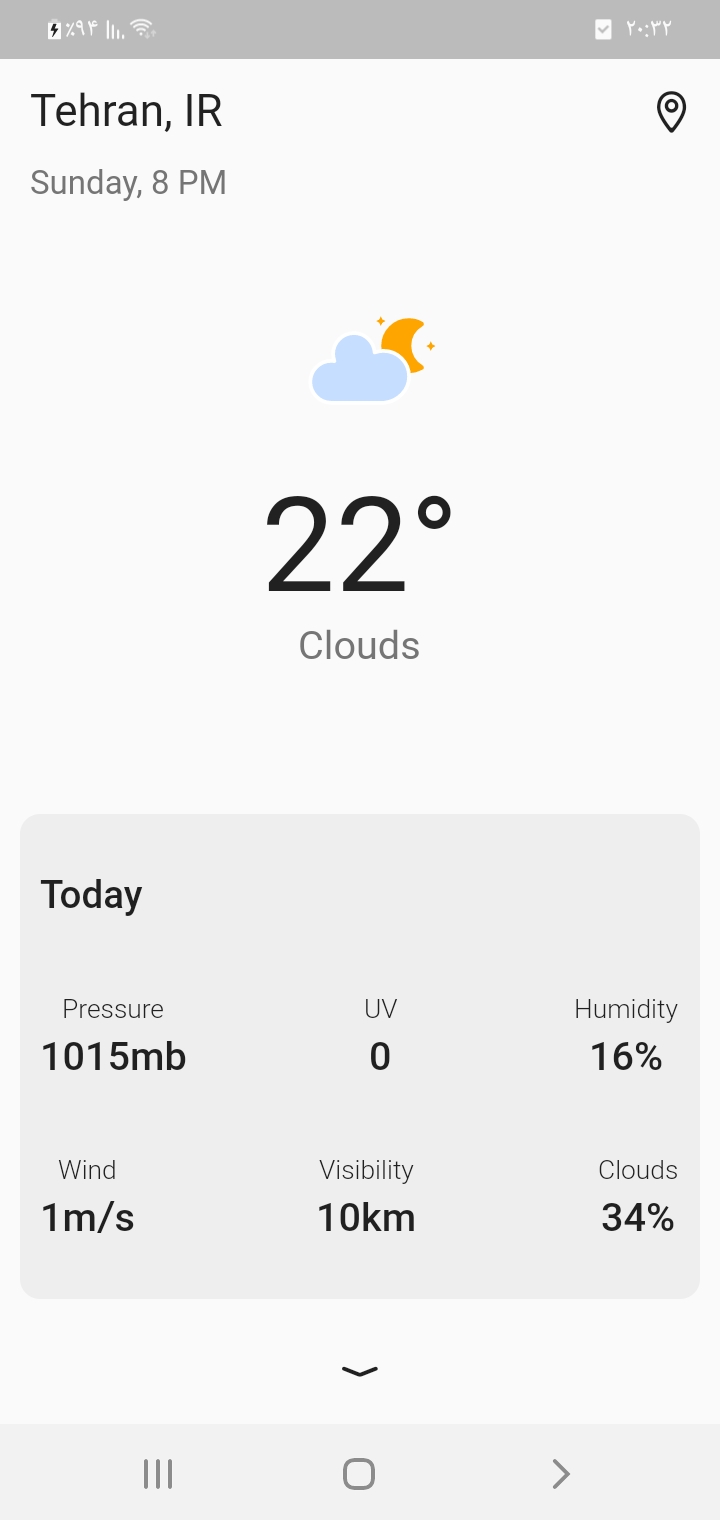 ٪۹۴ ۲۰:۳۲
Tehran, IR
Sunday, 8 PM
22°
Clouds
Today
Pressure UV Humidity
1015mb 0 16%
Wind Visibility Clouds
1m/s 10km 34%